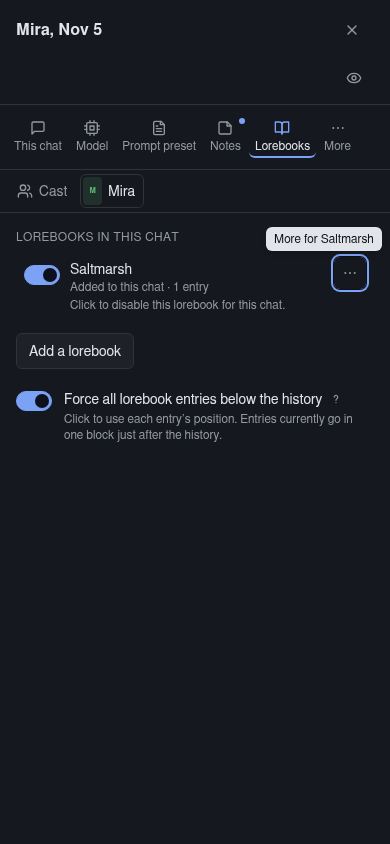 Mira, Nov 5
This chat
Model
Prompt preset
Notes
Lorebooks
More
Cast
M
Mira
LOREBOOKS IN THIS CHAT
More for Saltmarsh
Saltmarsh
Added to this chat · 1 entry
Click to disable this lorebook for this chat.
Add a lorebook
Force all lorebook entries below the history ?
Click to use each entry’s position. Entries currently go in
one block just after the history.